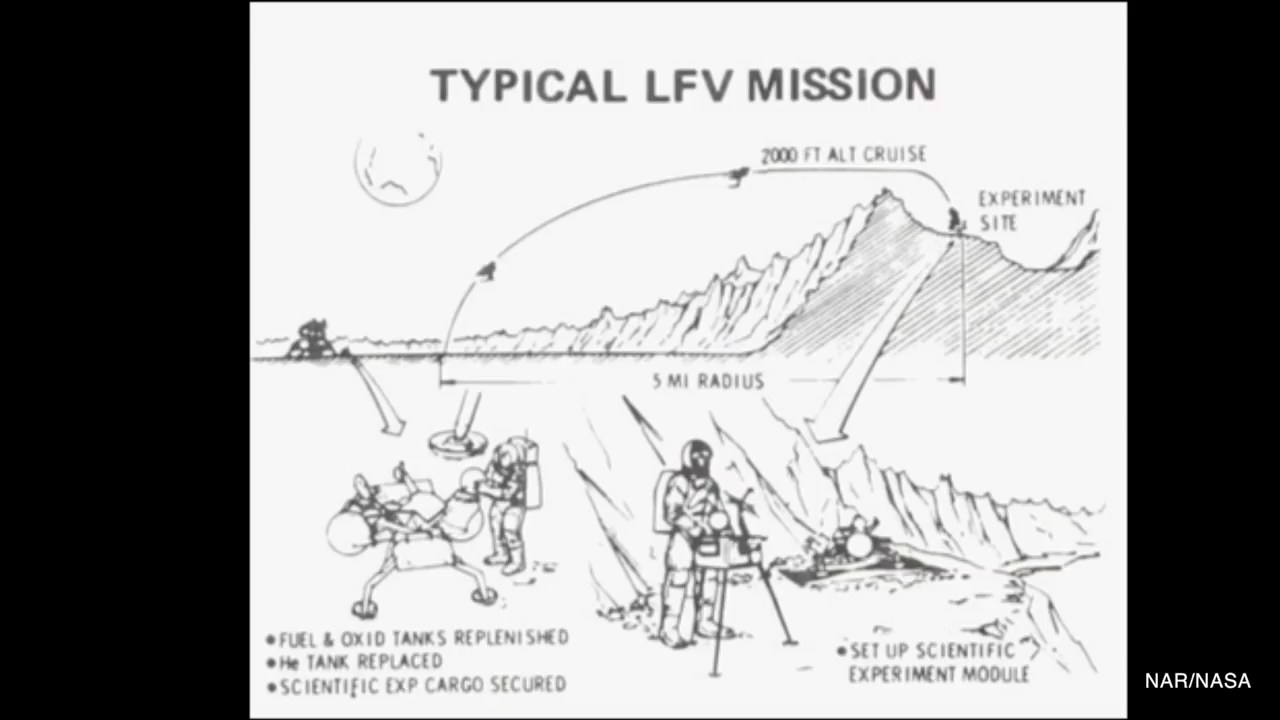 TYPICAL LFV MISSION
2000 FT ALT CRUISE
EXPERIMENT
SITE
5 MI RADIUS
•FUEL & OXID TANKS REPLENISHED
•He TANK REPLACED
•SCIENTIFIC EXP CARGO SECURED
•SET UP SCIENTIFIC
EXPERIMENT MODULE
NAR/NASA